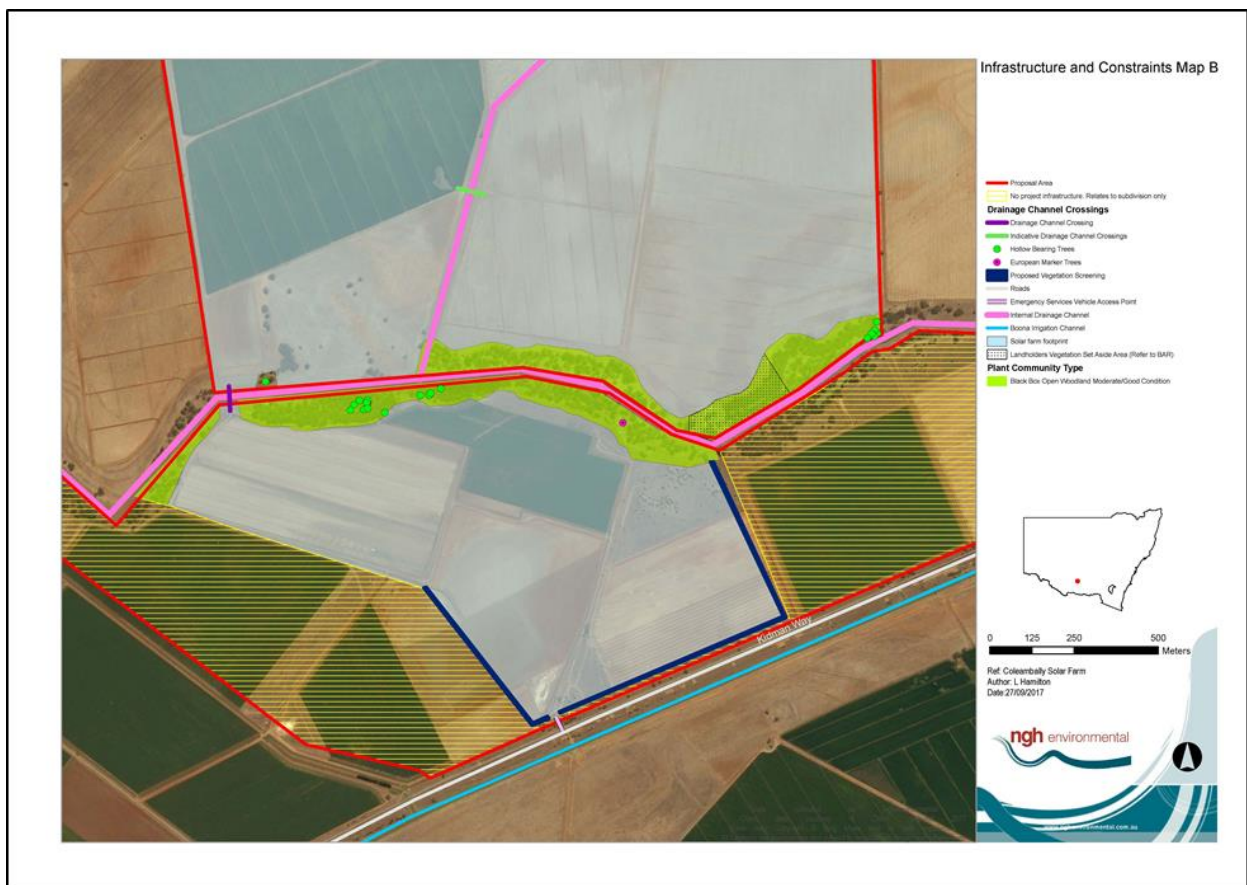 Infrastructure and Constraints Map B
Proposal Area
No project infrastructure. Relates to subdivision only
Drainage Channel Crossings
Drainage Channel Crossing
Indicative Drainage Channel Crossings
Hollow Bearing Trees
European Marker Trees
Proposed Vegetation Screening
Roads
Emergency Services Vehicle Access Point
Internal Drainage Channel
Boona Irrigation Channel
Solar farm footprint
Landholders Vegetation Set Aside Area (Refer to BAR)
Plant Community Type
Black Box Open Woodland Moderate/Good Condition
Kidman Way
0 125 250 500
Meters
Ref: Coleambally Solar Farm
Author: L Hamilton
Date:27/09/2017
ngh environmental
www.nghenvironmental.com.au